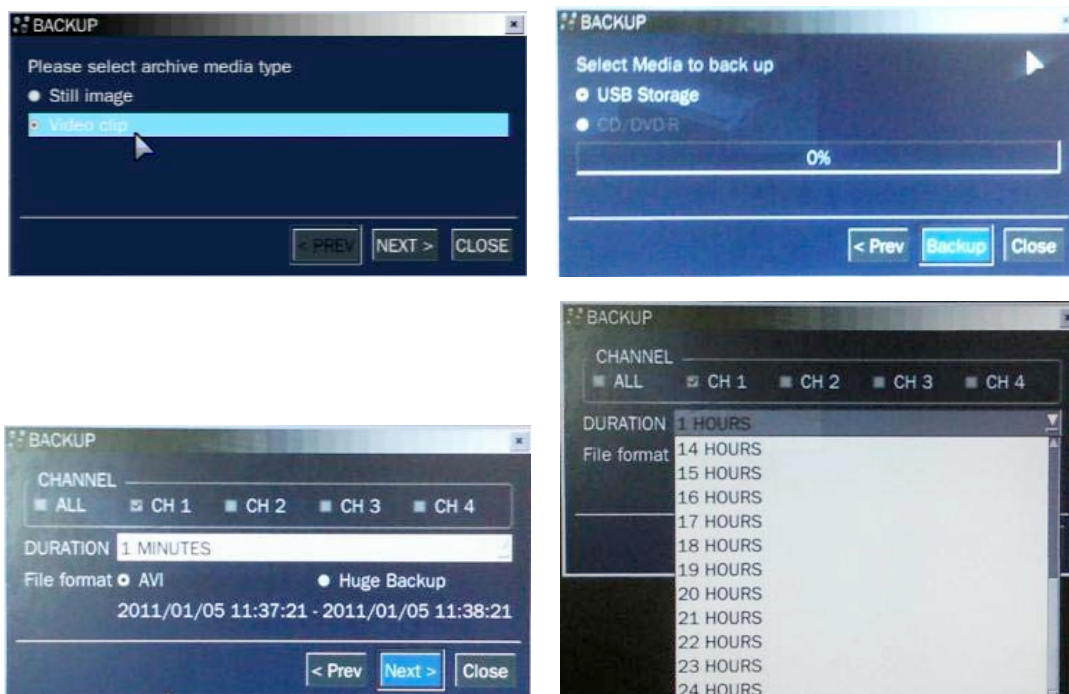 BACKUP
Please select archive media type
Still image
Video clip
< PREV NEXT > CLOSE
BACKUP
Select Media to back up
USB Storage
CD/DVD-R
0%
< Prev Backup Close
BACKUP
CHANNEL
ALL CH 1 CH 2 CH 3 CH 4
DURATION 1 MINUTES
File format AVI Huge Backup
2011/01/05 11:37:21 - 2011/01/05 11:38:21
< Prev Next > Close
BACKUP
CHANNEL
ALL CH 1 CH 2 CH 3 CH 4
DURATION 1 HOURS
File format 14 HOURS
15 HOURS
16 HOURS
17 HOURS
18 HOURS
19 HOURS
20 HOURS
21 HOURS
22 HOURS
23 HOURS
24 HOURS